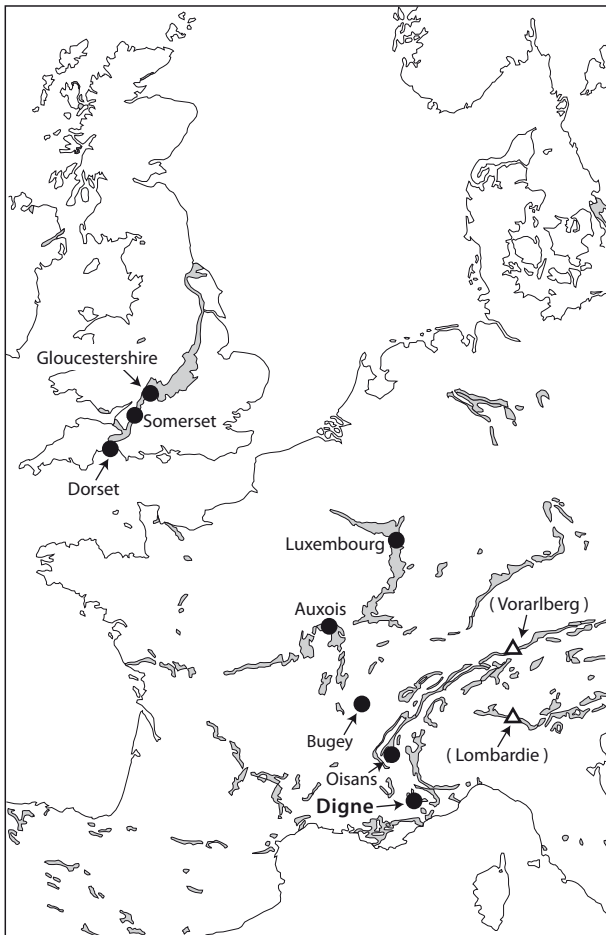 Gloucestershire
Somerset
Dorset
Luxembourg
Auxois
( Vorarlberg )
Bugey
( Lombardie )
Oisans
Digne